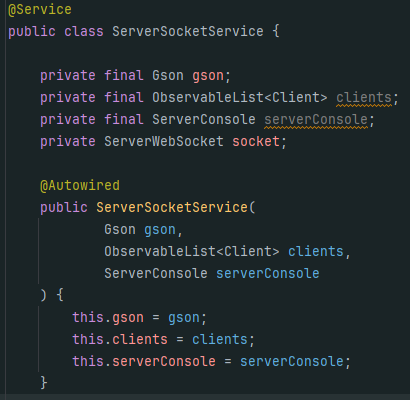 @Service
public class ServerSocketService {
private final Gson gson;
private final ObservableList<Client> clients;
private final ServerConsole serverConsole;
private ServerWebSocket socket;
@Autowired
public ServerSocketService(
Gson gson,
ObservableList<Client> clients,
ServerConsole serverConsole
) {
this.gson = gson;
this.clients = clients;
this.serverConsole = serverConsole;
}